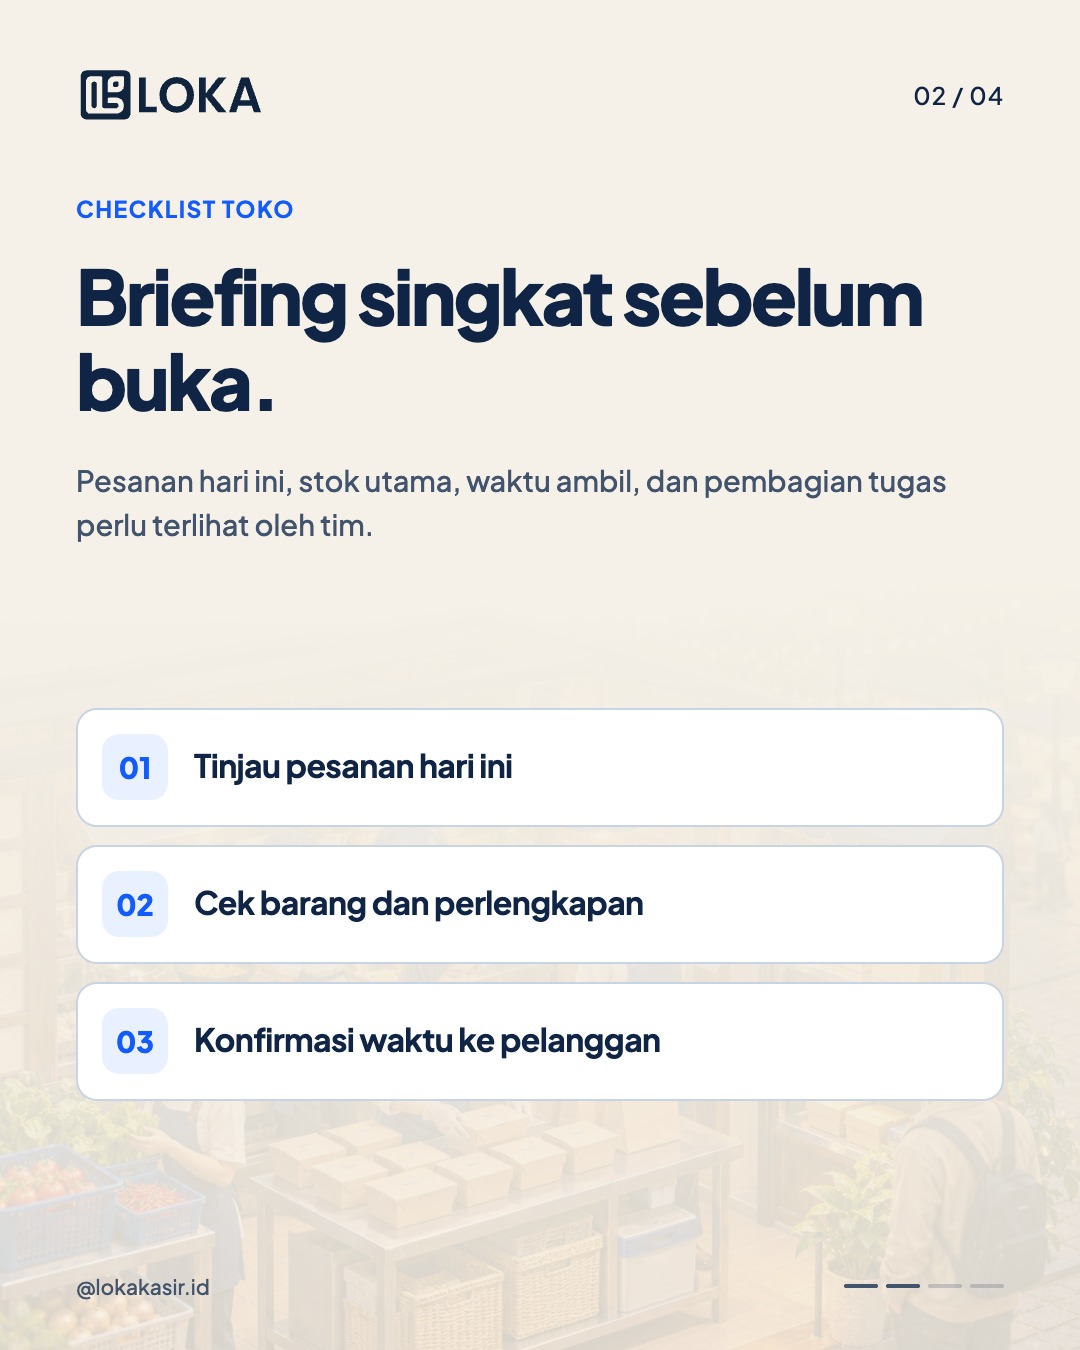 LOKA
02 / 04
CHECKLIST TOKO
Briefing singkat sebelum
buka.
Pesanan hari ini, stok utama, waktu ambil, dan pembagian tugas
perlu terlihat oleh tim.
01 Tinjau pesanan hari ini
02 Cek barang dan perlengkapan
03 Konfirmasi waktu ke pelanggan
@lokakasir.id